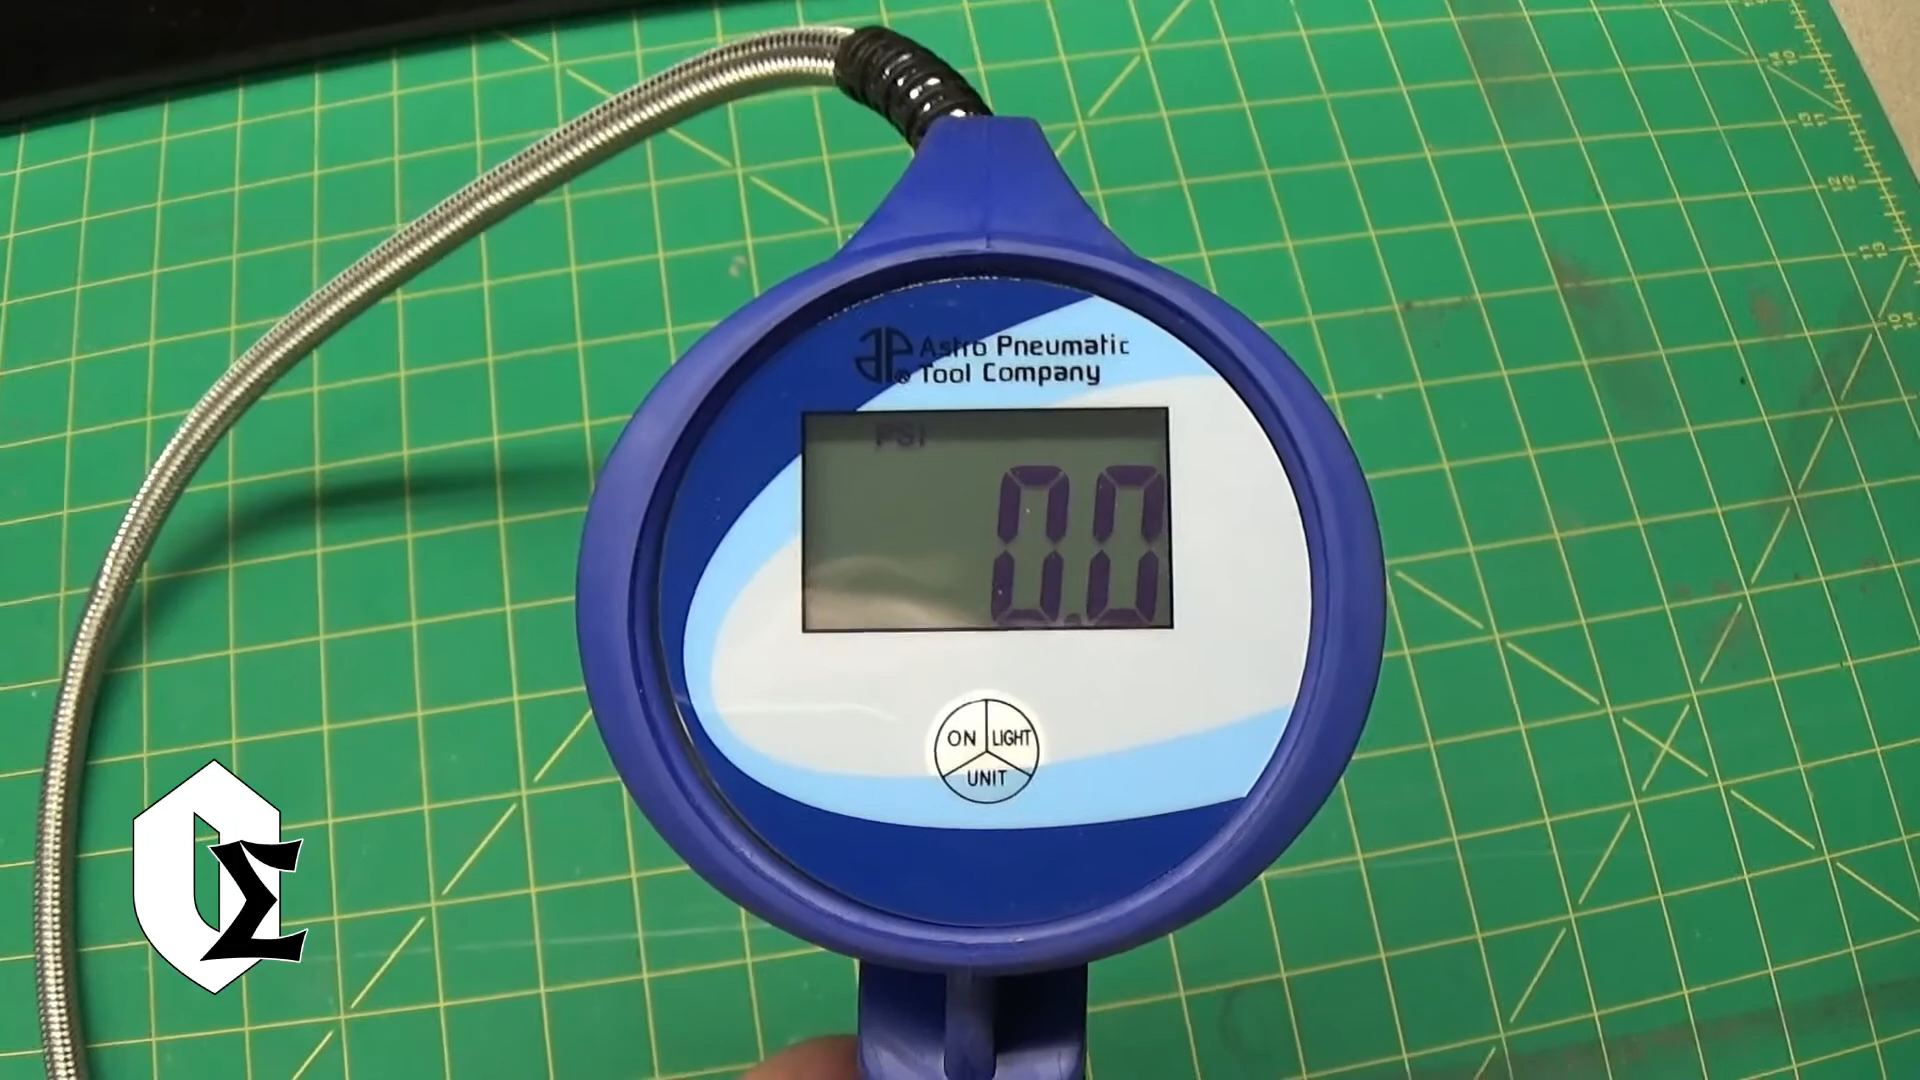 Astro Pneumatic
Tool Company
PSI
0.0
ON LIGHT
UNIT